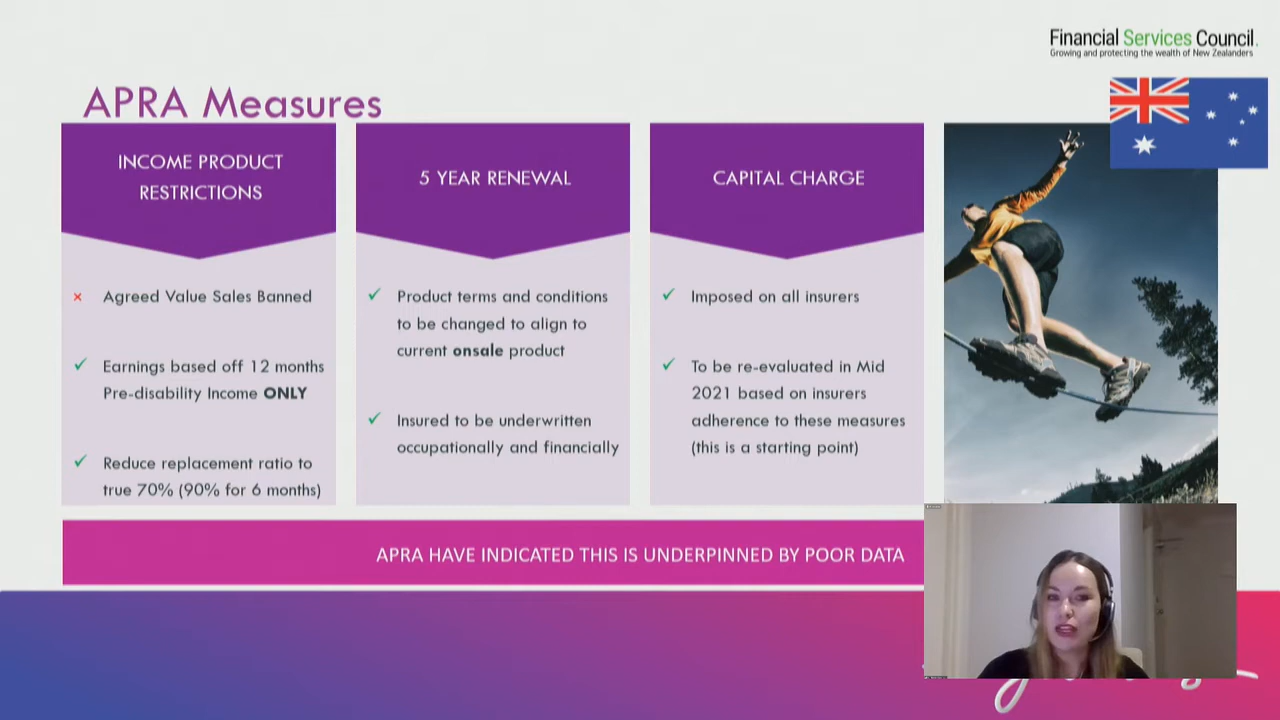 Financial Services Council.
Growing and protecting the wealth of New Zealanders
APRA Measures
INCOME PRODUCT
RESTRICTIONS
× Agreed Value Sales Banned
✓ Earnings based off 12 months
Pre-disability Income ONLY
✓ Reduce replacement ratio to
true 70% (90% for 6 months)
5 YEAR RENEWAL
✓ Product terms and conditions
to be changed to align to
current onsale product
✓ Insured to be underwritten
occupationally and financially
CAPITAL CHARGE
✓ Imposed on all insurers
✓ To be re-evaluated in Mid
2021 based on insurers
adherence to these measures
(this is a starting point)
APRA HAVE INDICATED THIS IS UNDERPINNED BY POOR DATA